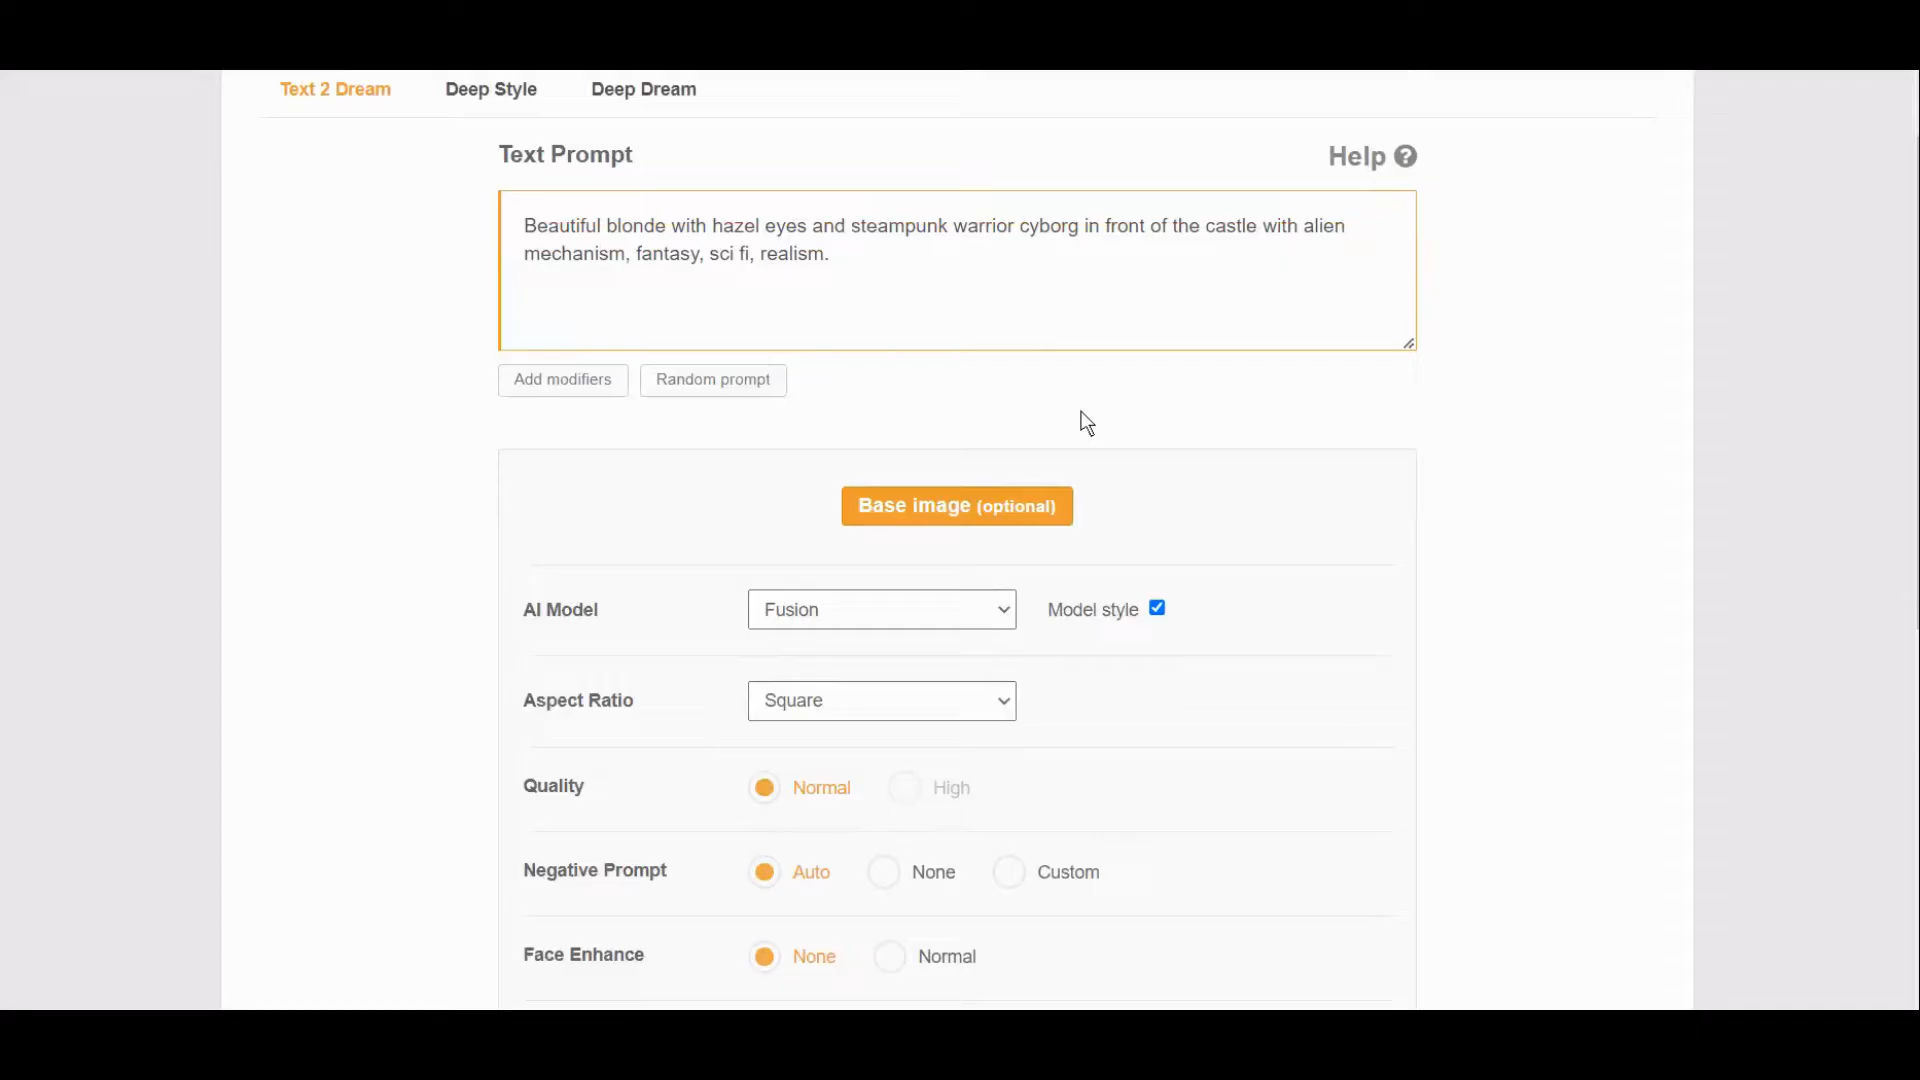 Text 2 Dream Deep Style Deep Dream
Text Prompt Help ?
Beautiful blonde with hazel eyes and steampunk warrior cyborg in front of the castle with alien
mechanism, fantasy, sci fi, realism.
Add modifiers Random prompt
Base image (optional)
AI Model Fusion Model style
Aspect Ratio Square
Quality Normal High
Negative Prompt Auto None Custom
Face Enhance None Normal